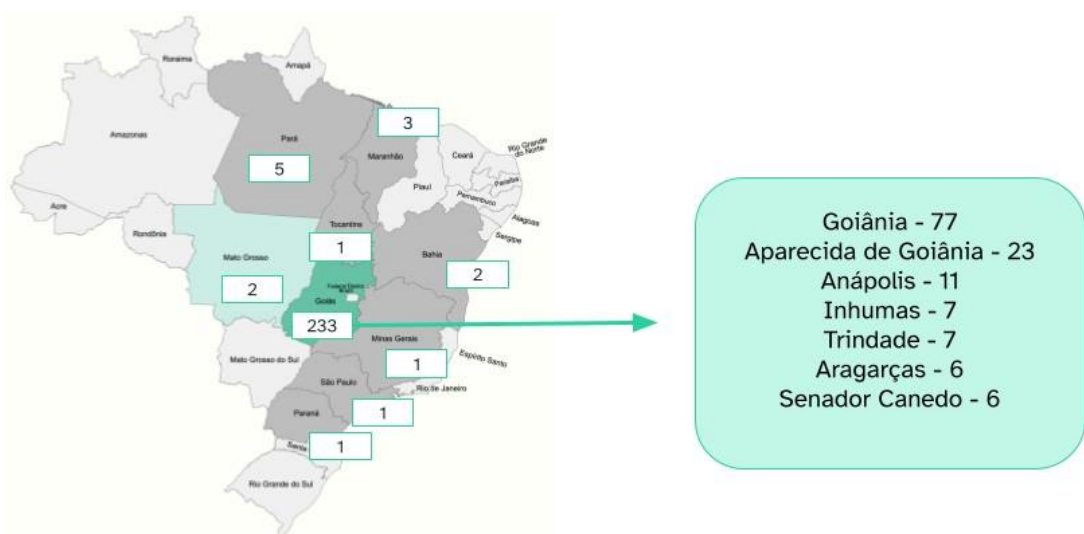 Roraima
Amapá
Amazonas
Pará
5
3
Maranhão
Ceará
Rio Grande
do Norte
Paraíba
Piauí
Pernambuco
Alagoas
Sergipe
Acre
Rondônia
Tocantins
1
Mato Grosso
2
Bahia
2
Goiás
233
Minas Gerais
1
Espírito Santo
Mato Grosso do Sul
Rio de Janeiro
São Paulo
1
Paraná
1
Santa
Rio Grande do Sul
Goiânia - 77
Aparecida de Goiânia - 23
Anápolis - 11
Inhumas - 7
Trindade - 7
Aragarças - 6
Senador Canedo - 6